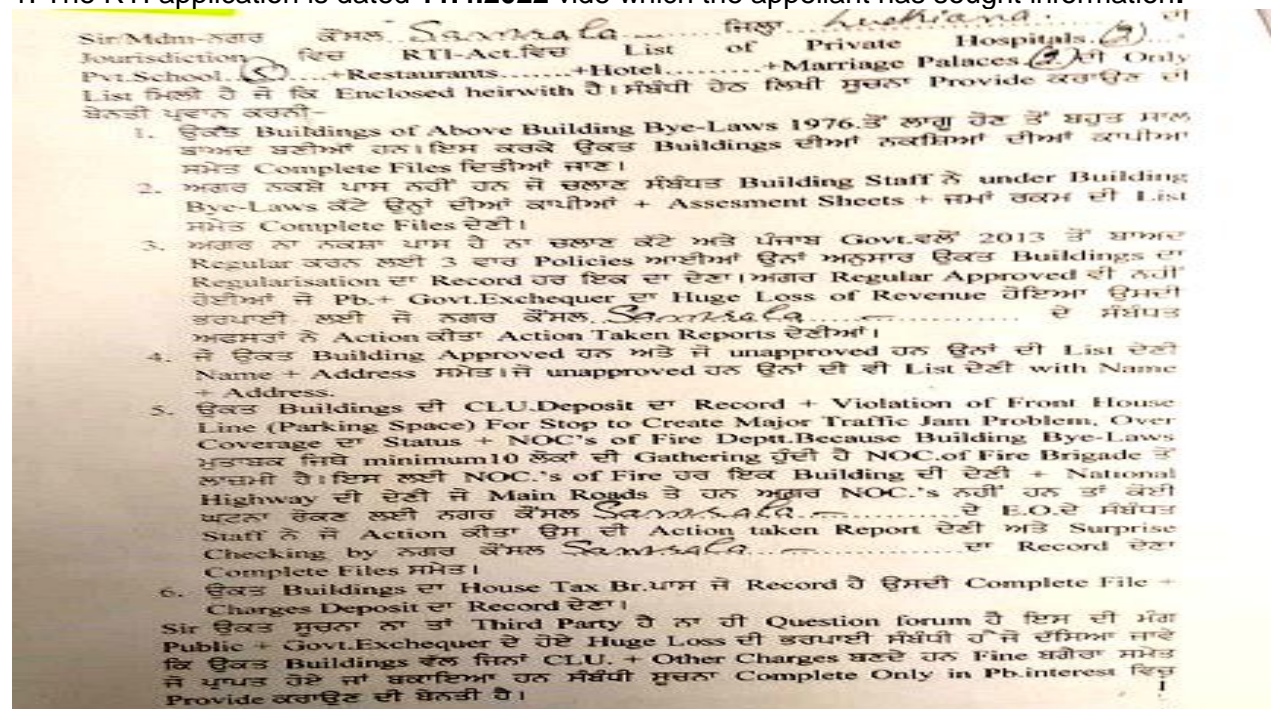 1. The RTI application is dated 11.4.2022 vide which the appellant has sought information.
Sir/Mdm-ਨਗਰ ਕੌਂਸਲ Samrala ਜਿਲ੍ਹਾ Ludhiana. ਦੀ
Jourisdiction ਵਿਚ RTI-Act.ਵਿਚ List of Private Hospitals.(2)...
Pvt.School..(5)....+Restaurants.......+Hotel.........+Marriage Palaces.(2)ਦੀ Only
List ਮਿਲੀ ਹੈ ਜੋ ਕਿ Enclosed heirwith ਹੈ।ਸੰਬੰਧੀ ਹੇਠ ਲਿਖੀ ਸੂਚਨਾ Provide ਕਰਾਉਣ ਦੀ
ਬੇਨਤੀ ਪ੍ਰਵਾਨ ਕਰਨੀ-
1. ਉਕਤ Buildings of Above Building Bye-Laws 1976.ਤੋਂ ਲਾਗੂ ਹੋਣ ਤੋਂ ਬਹੁਤ ਸਾਲ
ਬਾਅਦ ਬਣੀਆਂ ਹਨ।ਇਸ ਕਰਕੇ ਉਕਤ Buildings ਦੀਆਂ ਨਕਸ਼ਿਆਂ ਦੀਆਂ ਕਾਪੀਆ
ਸਮੇਤ Complete Files ਦਿਤੀਆਂ ਜਾਣ।
2. ਅਗਰ ਨਕਸ਼ੇ ਪਾਸ ਨਹੀਂ ਹਨ ਜੋ ਚਲਾਣ ਸੰਬੰਧਤ Building Staff ਨੇ under Building
Bye-Laws ਕੱਟੇ ਉਨ੍ਹਾਂ ਦੀਆਂ ਕਾਪੀਆਂ + Assesment Sheets + ਜਮਾਂ ਰਕਮ ਦੀ List
ਸਮੇਤ Complete Files ਦੇਣੀ।
3. ਅਗਰ ਨਾ ਨਕਸ਼ਾ ਪਾਸ ਹੈ ਨਾ ਚਲਾਣ ਕੱਟੇ ਅਤੇ ਪੰਜਾਬ Govt.ਵਲੋਂ 2013 ਤੋਂ ਬਾਅਦ
Regular ਕਰਨ ਲਈ 3 ਵਾਰ Policies ਆਈਆਂ ਉਨਾਂ ਅਨੁਸਾਰ ਉਕਤ Buildings ਦਾ
Regularisation ਦਾ Record ਹਰ ਇਕ ਦਾ ਦੇਣਾ।ਅਗਰ Regular Approved ਵੀ ਨਹੀਂ
ਹੋਈਆਂ ਜੋ Pb.+ Govt.Exchequer ਦਾ Huge Loss of Revenue ਹੋਇਆ ਉਸਦੀ
ਭਰਪਾਈ ਲਈ ਜੋ ਨਗਰ ਕੌਂਸਲ Samrala ਦੇ ਸੰਬੰਧਤ
ਅਫਸਰਾਂ ਨੇ Action ਕੀਤਾ Action Taken Reports ਦੇਣੀਆਂ।
4. ਜੋ ਉਕਤ Building Approved ਹਨ ਅਤੇ ਜੋ unapproved ਹਨ ਉਨਾਂ ਦੀ List ਦੇਣੀ
Name + Address ਸਮੇਤ।ਜੋ unapproved ਹਨ ਉਨਾਂ ਦੀ ਵੀ List ਦੇਣੀ with Name
+ Address.
5. ਉਕਤ Buildings ਦੀ CLU.Deposit ਦਾ Record + Violation of Front House
Line (Parking Space) For Stop to Create Major Traffic Jam Problem, Over
Coverage ਦਾ Status + NOC's of Fire Deptt.Because Building Bye-Laws
ਮੁਤਾਬਕ ਜਿਥੇ minimum10 ਲੋਕਾਂ ਦੀ Gathering ਹੁੰਦੀ ਹੈ NOC.of Fire Brigade ਤੋਂ
ਲਾਜ਼ਮੀ ਹੈ।ਇਸ ਲਈ NOC.'s of Fire ਹਰ ਇਕ Building ਦੀ ਦੇਣੀ + National
Highway ਦੀ ਦੇਣੀ ਜੋ Main Roads ਤੇ ਹਨ ਅਗਰ NOC.'s ਨਹੀਂ ਹਨ ਤਾਂ ਕੋਈ
ਘਟਨਾ ਰੋਕਣ ਲਈ ਨਗਰ ਕੌਂਸਲ Samrala ਦੇ E.O.ਦੇ ਸੰਬੰਧਤ
Staff ਨੇ ਜੋ Action ਕੀਤਾ ਉਸ ਦੀ Action taken Report ਦੇਣੀ ਅਤੇ Surprise
Checking by ਨਗਰ ਕੌਂਸਲ Samrala ਦਾ Record ਦੇਣਾ
Complete Files ਸਮੇਤ।
6. ਉਕਤ Buildings ਦਾ House Tax Br.ਪਾਸ ਜੋ Record ਹੈ ਉਸਦੀ Complete File +
Charges Deposit ਦਾ Record ਦੇਣਾ।
Sir ਉਕਤ ਸੂਚਨਾ ਨਾ ਤਾਂ Third Party ਹੈ ਨਾ ਹੀ Question forum ਹੈ ਇਸ ਦੀ ਮੰਗ
Public + Govt.Exchequer ਦੇ ਹੋਏ Huge Loss ਦੀ ਭਰਪਾਈ ਸੰਬੰਧੀ ਹੈ ਜੋ ਦੱਸਿਆ ਜਾਵੇ
ਕਿ ਉਕਤ Buildings ਵੱਲ ਜਿਨਾਂ CLU. + Other Charges ਬਣਦੇ ਹਨ Fine ਬਗੈਰਾ ਸਮੇਤ
ਜੋ ਪ੍ਰਾਪਤ ਹੋਏ ਜਾਂ ਬਕਾਇਆ ਹਨ ਸੰਬੰਧੀ ਸੂਚਨਾ Complete Only in Pb.interest ਵਿਚ
Provide ਕਰਾਉਣ ਦੀ ਬੇਨਤੀ ਹੈ।
1